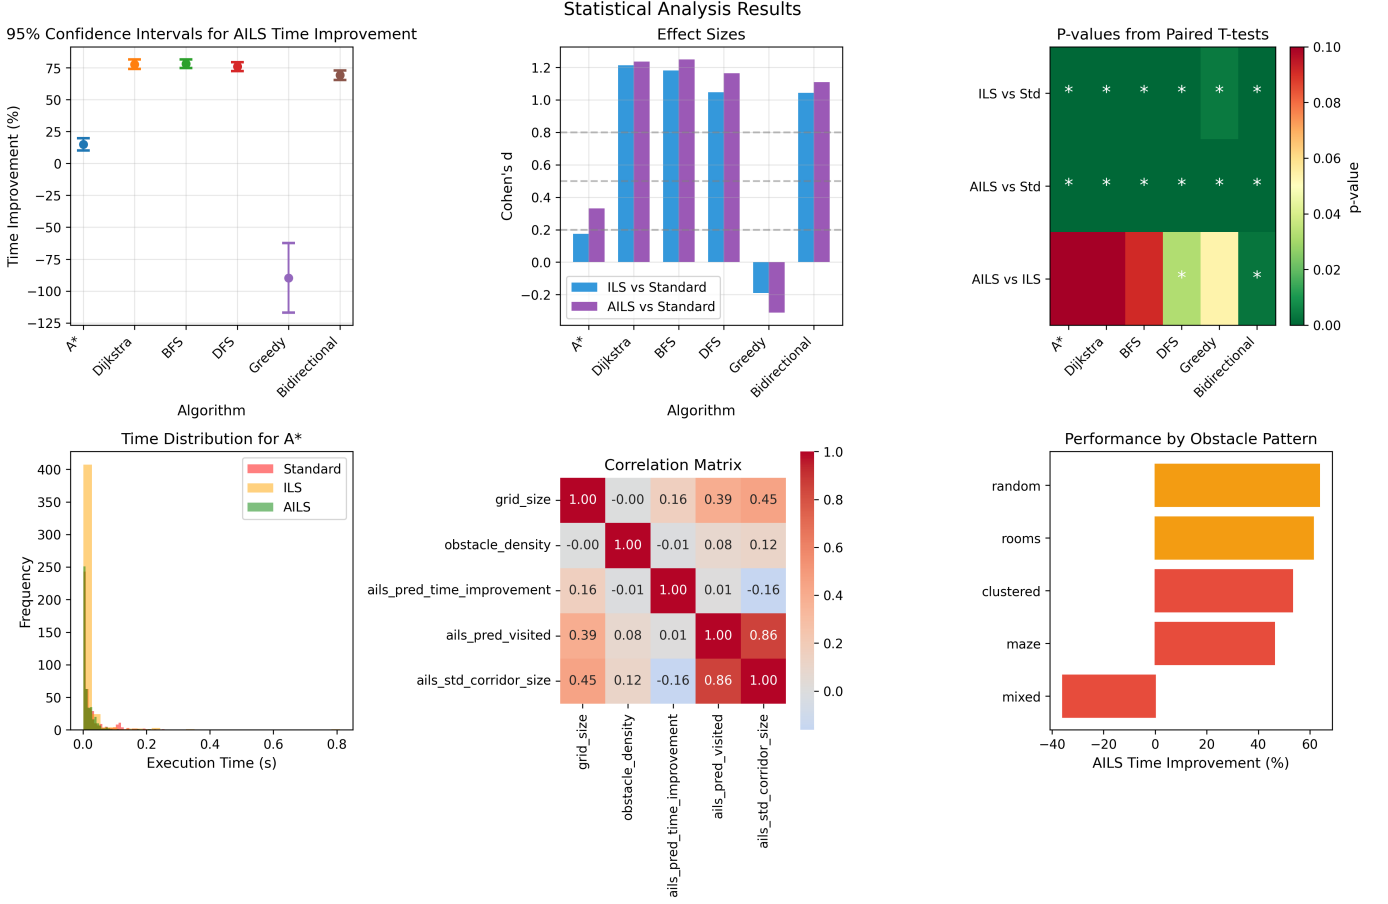 Statistical Analysis Results
95% Confidence Intervals for AILS Time Improvement
Time Improvement (%)
75
50
25
0
−25
−50
−75
−100
−125
A*
Dijkstra
BFS
DFS
Greedy
Bidirectional
Algorithm
Effect Sizes
Cohen's d
1.2
1.0
0.8
0.6
0.4
0.2
0.0
−0.2
ILS vs Standard
AILS vs Standard
A*
Dijkstra
BFS
DFS
Greedy
Bidirectional
Algorithm
P-values from Paired T-tests
ILS vs Std
* * * * * *
AILS vs Std
* * * * * *
AILS vs ILS
* *
A*
Dijkstra
BFS
DFS
Greedy
Bidirectional
0.10
0.08
0.06
0.04
0.02
0.00
p-value
Time Distribution for A*
Frequency
400
350
300
250
200
150
100
50
0
Standard
ILS
AILS
0.0 0.2 0.4 0.6 0.8
Execution Time (s)
Correlation Matrix
grid_size 1.00 -0.00 0.16 0.39 0.45
obstacle_density -0.00 1.00 -0.01 0.08 0.12
ails_pred_time_improvement 0.16 -0.01 1.00 0.01 -0.16
ails_pred_visited 0.39 0.08 0.01 1.00 0.86
ails_std_corridor_size 0.45 0.12 -0.16 0.86 1.00
grid_size
obstacle_density
ails_pred_time_improvement
ails_pred_visited
ails_std_corridor_size
1.0
0.8
0.6
0.4
0.2
0.0
Performance by Obstacle Pattern
random
rooms
clustered
maze
mixed
−40 −20 0 20 40 60
AILS Time Improvement (%)